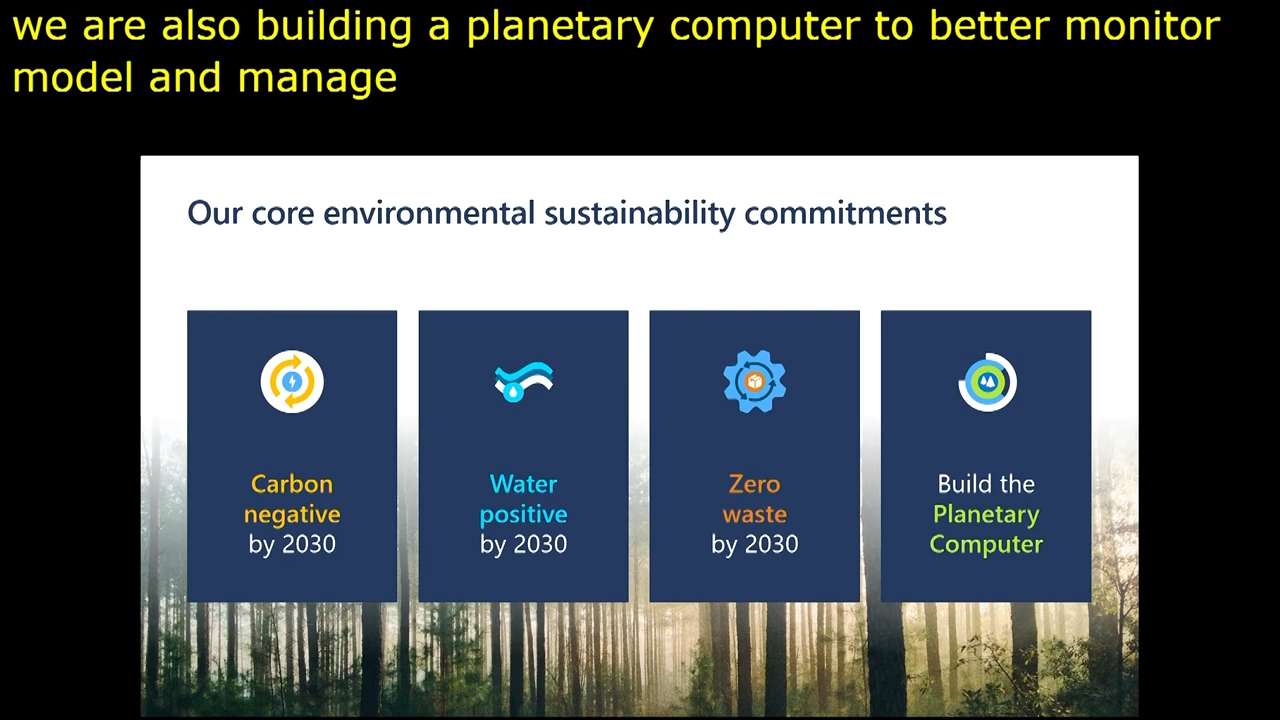 we are also building a planetary computer to better monitor
model and manage
Our core environmental sustainability commitments
Carbon
negative
by 2030
Water
positive
by 2030
Zero
waste
by 2030
Build the
Planetary
Computer